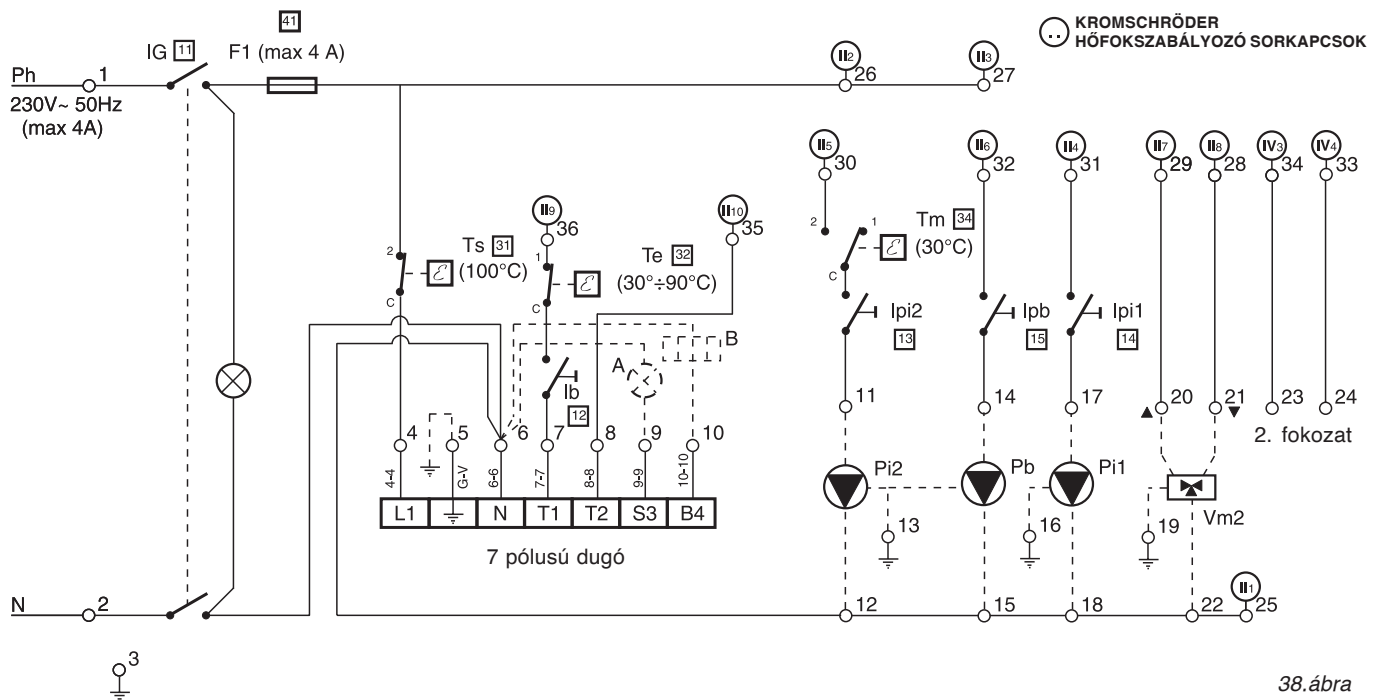 41
KROMSCHRÖDER
HŐFOKSZABÁLYOZÓ SORKAPCSOK
IG 11
F1 (max 4 A)
II2
II3
Ph
1
26
27
230V~ 50Hz
(max 4A)
II5
II6
II4
II7
II8
IV3
IV4
30
32
31
29
28
34
33
II9
II10
36
35
2
1
Tm 34
(30°C)
C
2
Ts 31
(100°C)
C
1
Te 32
(30°÷90°C)
C
Ipi2
13
Ipb
15
Ipi1
14
B
A
Ib
12
11
14
17
20
21
23
24
▲
▼
2. fokozat
4
5
6
7
8
9
10
4-4
G-V
6-6
7-7
8-8
9-9
10-10
L1
N
T1
T2
S3
B4
7 pólusú dugó
Pi2
Pb
Pi1
Vm2
13
16
19
II1
N
2
12
15
18
22
25
3
38.ábra